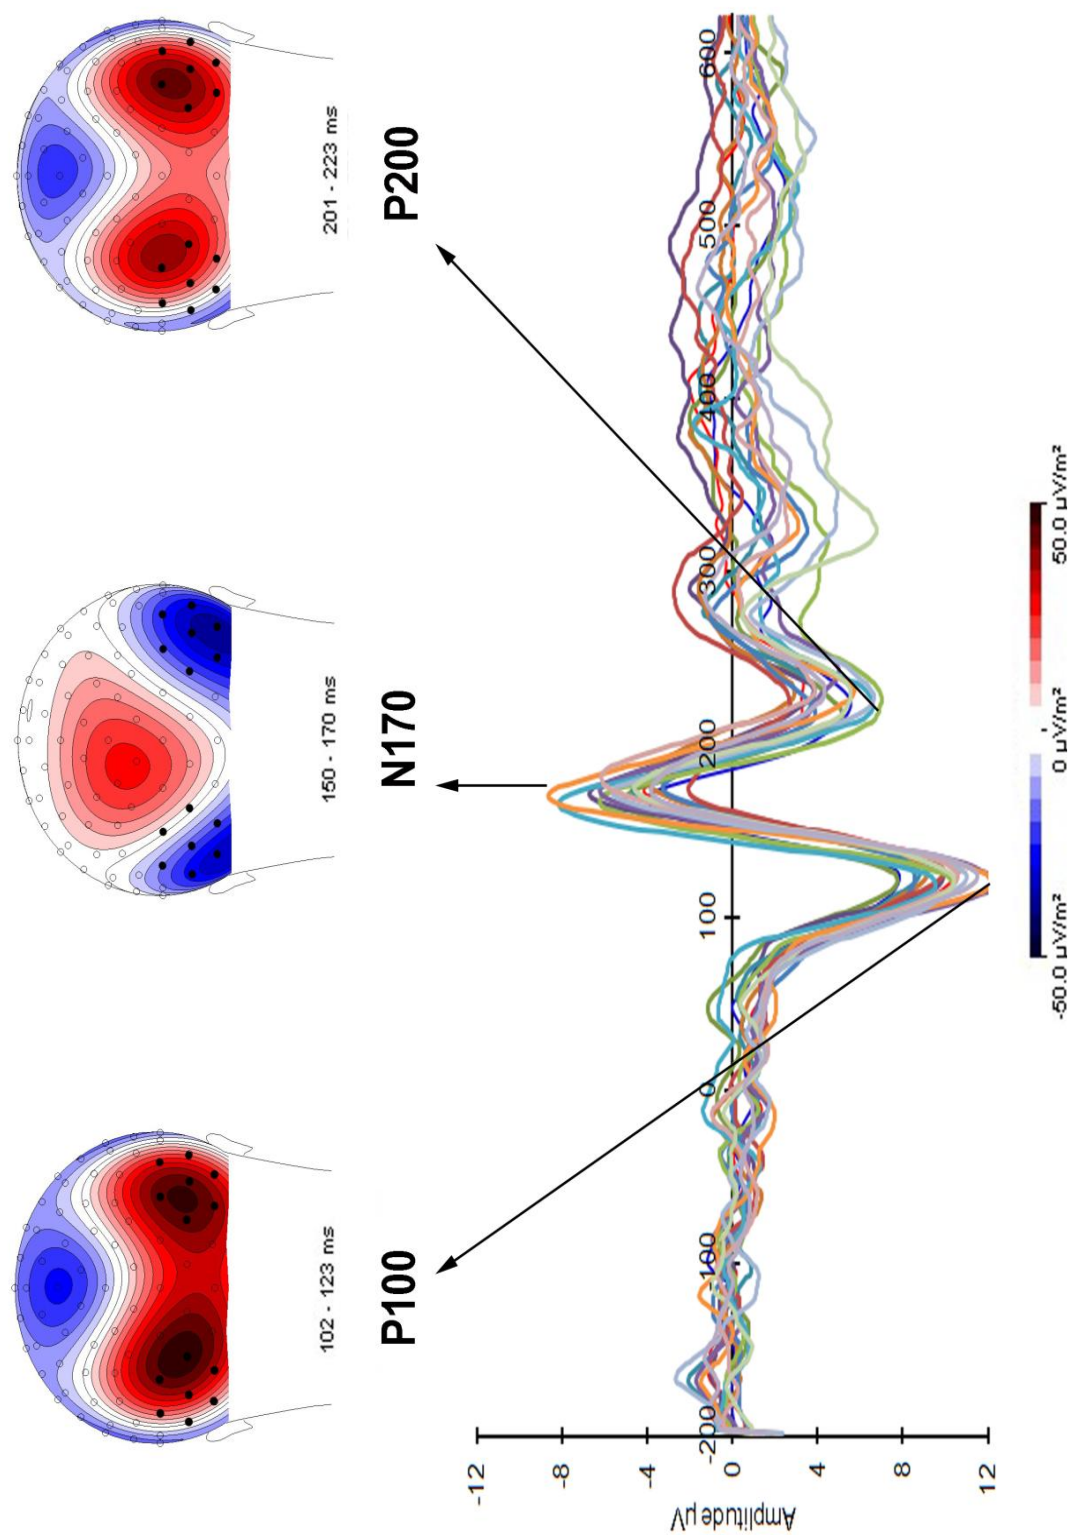 102 - 123 ms
150 - 170 ms
201 - 223 ms
P100
N170
P200
-12
-8
-4
0
4
8
12
Amplitude µV
-200
-100
0
100
200
300
400
500
600
-50.0 µV/m²
0 µV/m²
50.0 µV/m²